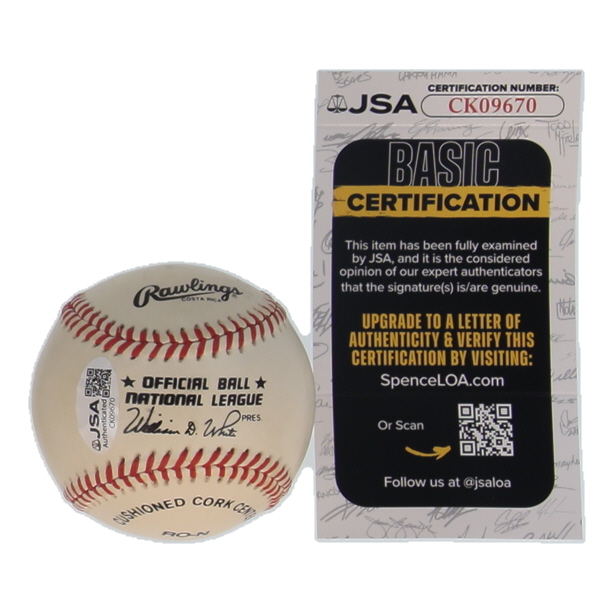 Rawlings®
COSTA RICA
★ OFFICIAL BALL ★
NATIONAL LEAGUE
William D. White PRES.
CUSHIONED CORK CENT
RO-N
JSA
Authenticated
CK09670
CERTIFICATION NUMBER:
JSA CK09670
BASIC
CERTIFICATION
This item has been fully examined
by JSA, and it is the considered
opinion of our expert authenticators
that the signature(s) is/are genuine.
UPGRADE TO A LETTER OF
AUTHENTICITY & VERIFY THIS
CERTIFICATION BY VISITING:
SpenceLOA.com
Or Scan
Follow us at @jsaloa